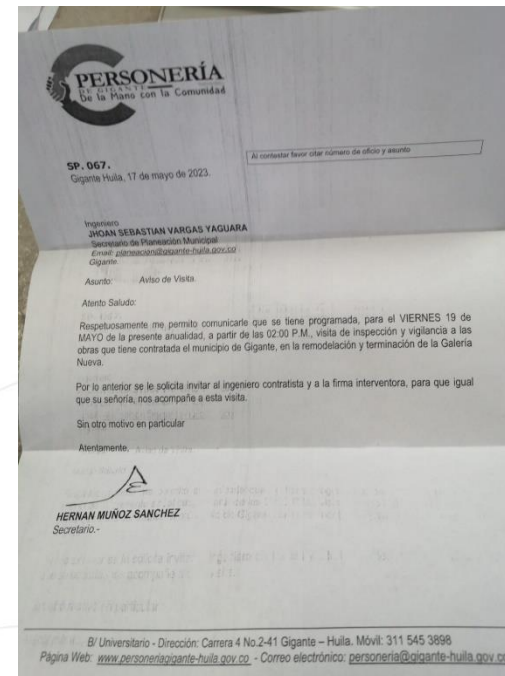 PERSONERÍA
DE GIGANTE
De la Mano con la Comunidad
Al contestar favor citar número de oficio y asunto
SP. 067.
Gigante Huila, 17 de mayo de 2023.
Ingeniero
JHOAN SEBASTIAN VARGAS YAGUARA
Secretario de Planeación Municipal
Email: planeacion@gigante-huila.gov.co
Gigante.
Asunto: Aviso de Visita.
Atento Saludo:
Respetuosamente me permito comunicarle que se tiene programada, para el VIERNES 19 de
MAYO de la presente anualidad, a partir de las 02:00 P.M., visita de inspección y vigilancia a las
obras que tiene contratada el municipio de Gigante, en la remodelación y terminación de la Galería
Nueva.
Por lo anterior se le solicita invitar al ingeniero contratista y a la firma interventora, para que igual
que su señoría, nos acompañe a esta visita.
Sin otro motivo en particular
Atentamente,
HERNAN MUÑOZ SANCHEZ
Secretario.-
B/ Universitario - Dirección: Carrera 4 No.2-41 Gigante – Huila. Móvil: 311 545 3898
Página Web: www.personeriagigante-huila.gov.co - Correo electrónico: personeria@gigante-huila.gov.co